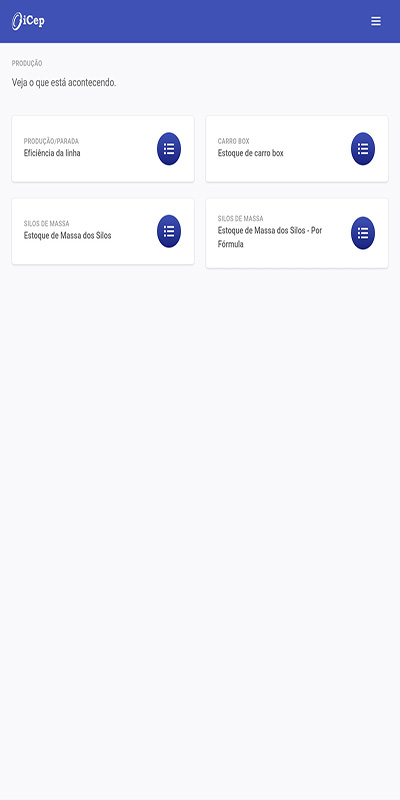 iCep
PRODUÇÃO
Veja o que está acontecendo.
PRODUÇÃO/PARADA
Eficiência da linha
CARRO BOX
Estoque de carro box
SILOS DE MASSA
Estoque de Massa dos Silos
SILOS DE MASSA
Estoque de Massa dos Silos - Por
Fórmula